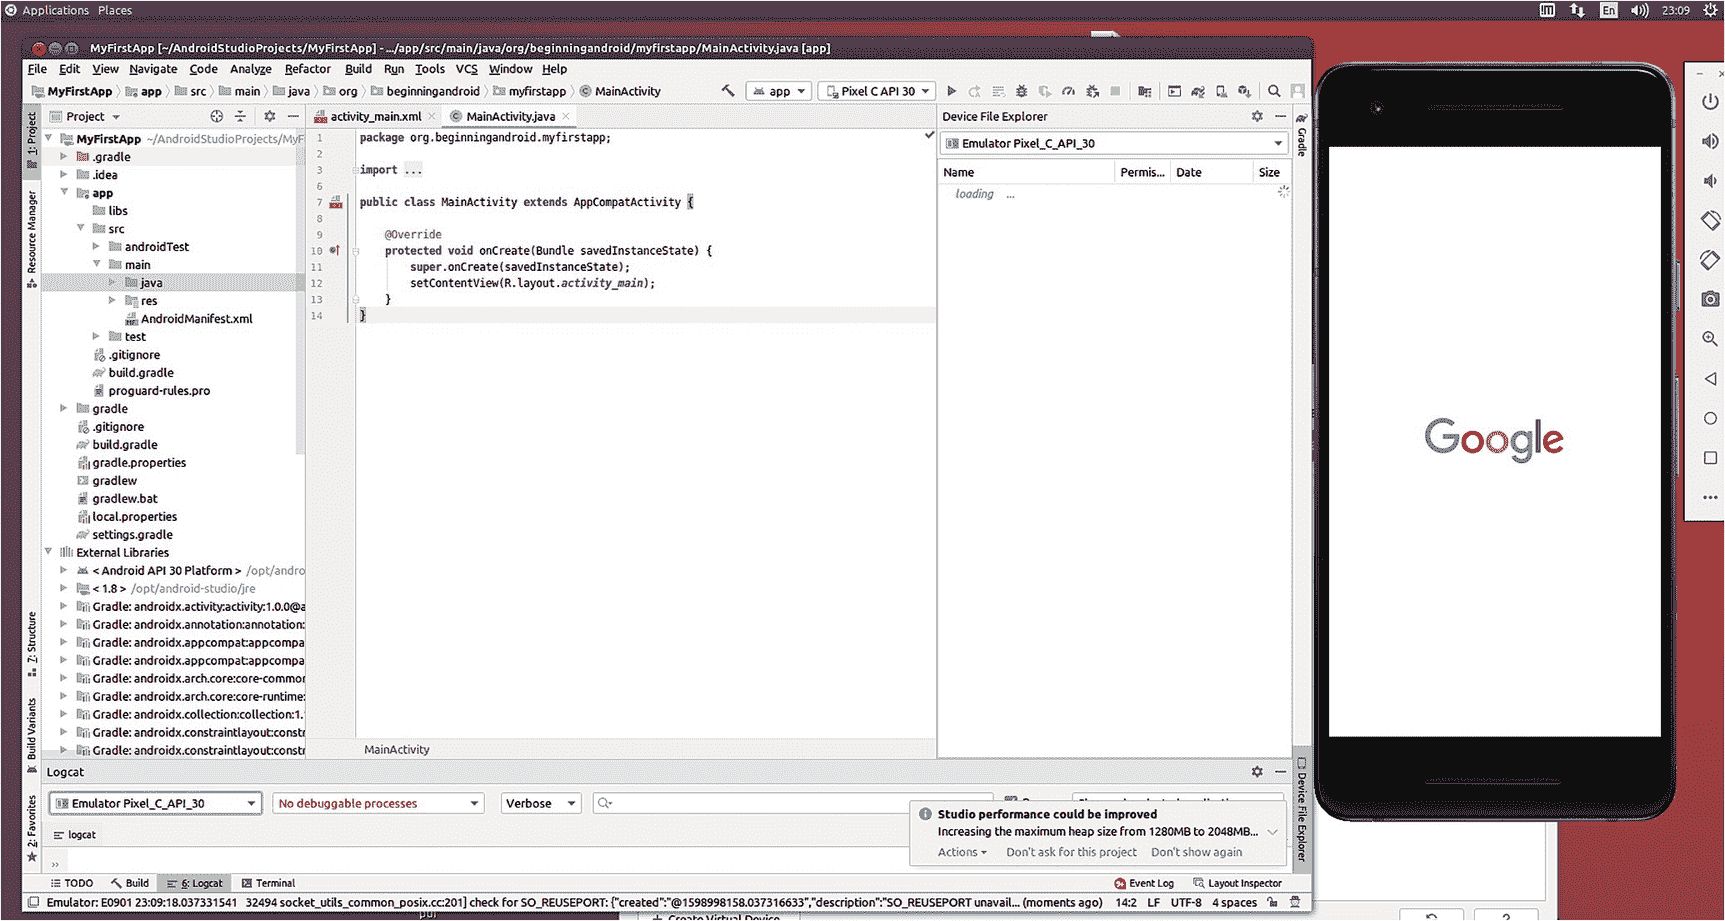 Applications Places
En 23:09
MyFirstApp [~/AndroidStudioProjects/MyFirstApp] - .../app/src/main/java/org/beginningandroid/myfirstapp/MainActivity.java [app]
File Edit View Navigate Code Analyze Refactor Build Run Tools VCS Window Help
MyFirstApp app src main java org beginningandroid myfirstapp MainActivity
app Pixel C API 30
1: Project
Resource Manager
7: Structure
Build Variants
2: Favorites
Project
MyFirstApp ~/AndroidStudioProjects/MyF
.gradle
.idea
app
libs
src
androidTest
main
java
res
AndroidManifest.xml
test
.gitignore
build.gradle
proguard-rules.pro
gradle
.gitignore
build.gradle
gradle.properties
gradlew
gradlew.bat
local.properties
settings.gradle
External Libraries
< Android API 30 Platform > /opt/andro
< 1.8 > /opt/android-studio/jre
Gradle: androidx.activity:activity:1.0.0@a
Gradle: androidx.annotation:annotation:
Gradle: androidx.appcompat:appcompa
Gradle: androidx.appcompat:appcompa
Gradle: androidx.arch.core:core-common
Gradle: androidx.arch.core:core-runtime:
Gradle: androidx.collection:collection:1.
Gradle: androidx.constraintlayout:constr
Gradle: androidx.constraintlayout:constr
activity_main.xml MainActivity.java
1 package org.beginningandroid.myfirstapp;
2
3 import ...
6
7 public class MainActivity extends AppCompatActivity {
8
9 @Override
10 protected void onCreate(Bundle savedInstanceState) {
11 super.onCreate(savedInstanceState);
12 setContentView(R.layout.activity_main);
13 }
14 }
MainActivity
Device File Explorer
Emulator Pixel_C_API_30
Name Permis... Date Size
loading ...
Gradle
Device File Explorer
Google
Logcat
Emulator Pixel_C_API_30 No debuggable processes Verbose
logcat
Studio performance could be improved
Increasing the maximum heap size from 1280MB to 2048MB...
Actions Don't ask for this project Don't show again
TODO Build 6: Logcat Terminal Event Log Layout Inspector
Emulator: E0901 23:09:18.037331541 32494 socket_utils_common_posix.cc:201] check for SO_REUSEPORT: {"created":"@1598998158.037316633","description":"SO_REUSEPORT unavail... (moments ago) 14:2 LF UTF-8 4 spaces
+ Create Virtual Device
?